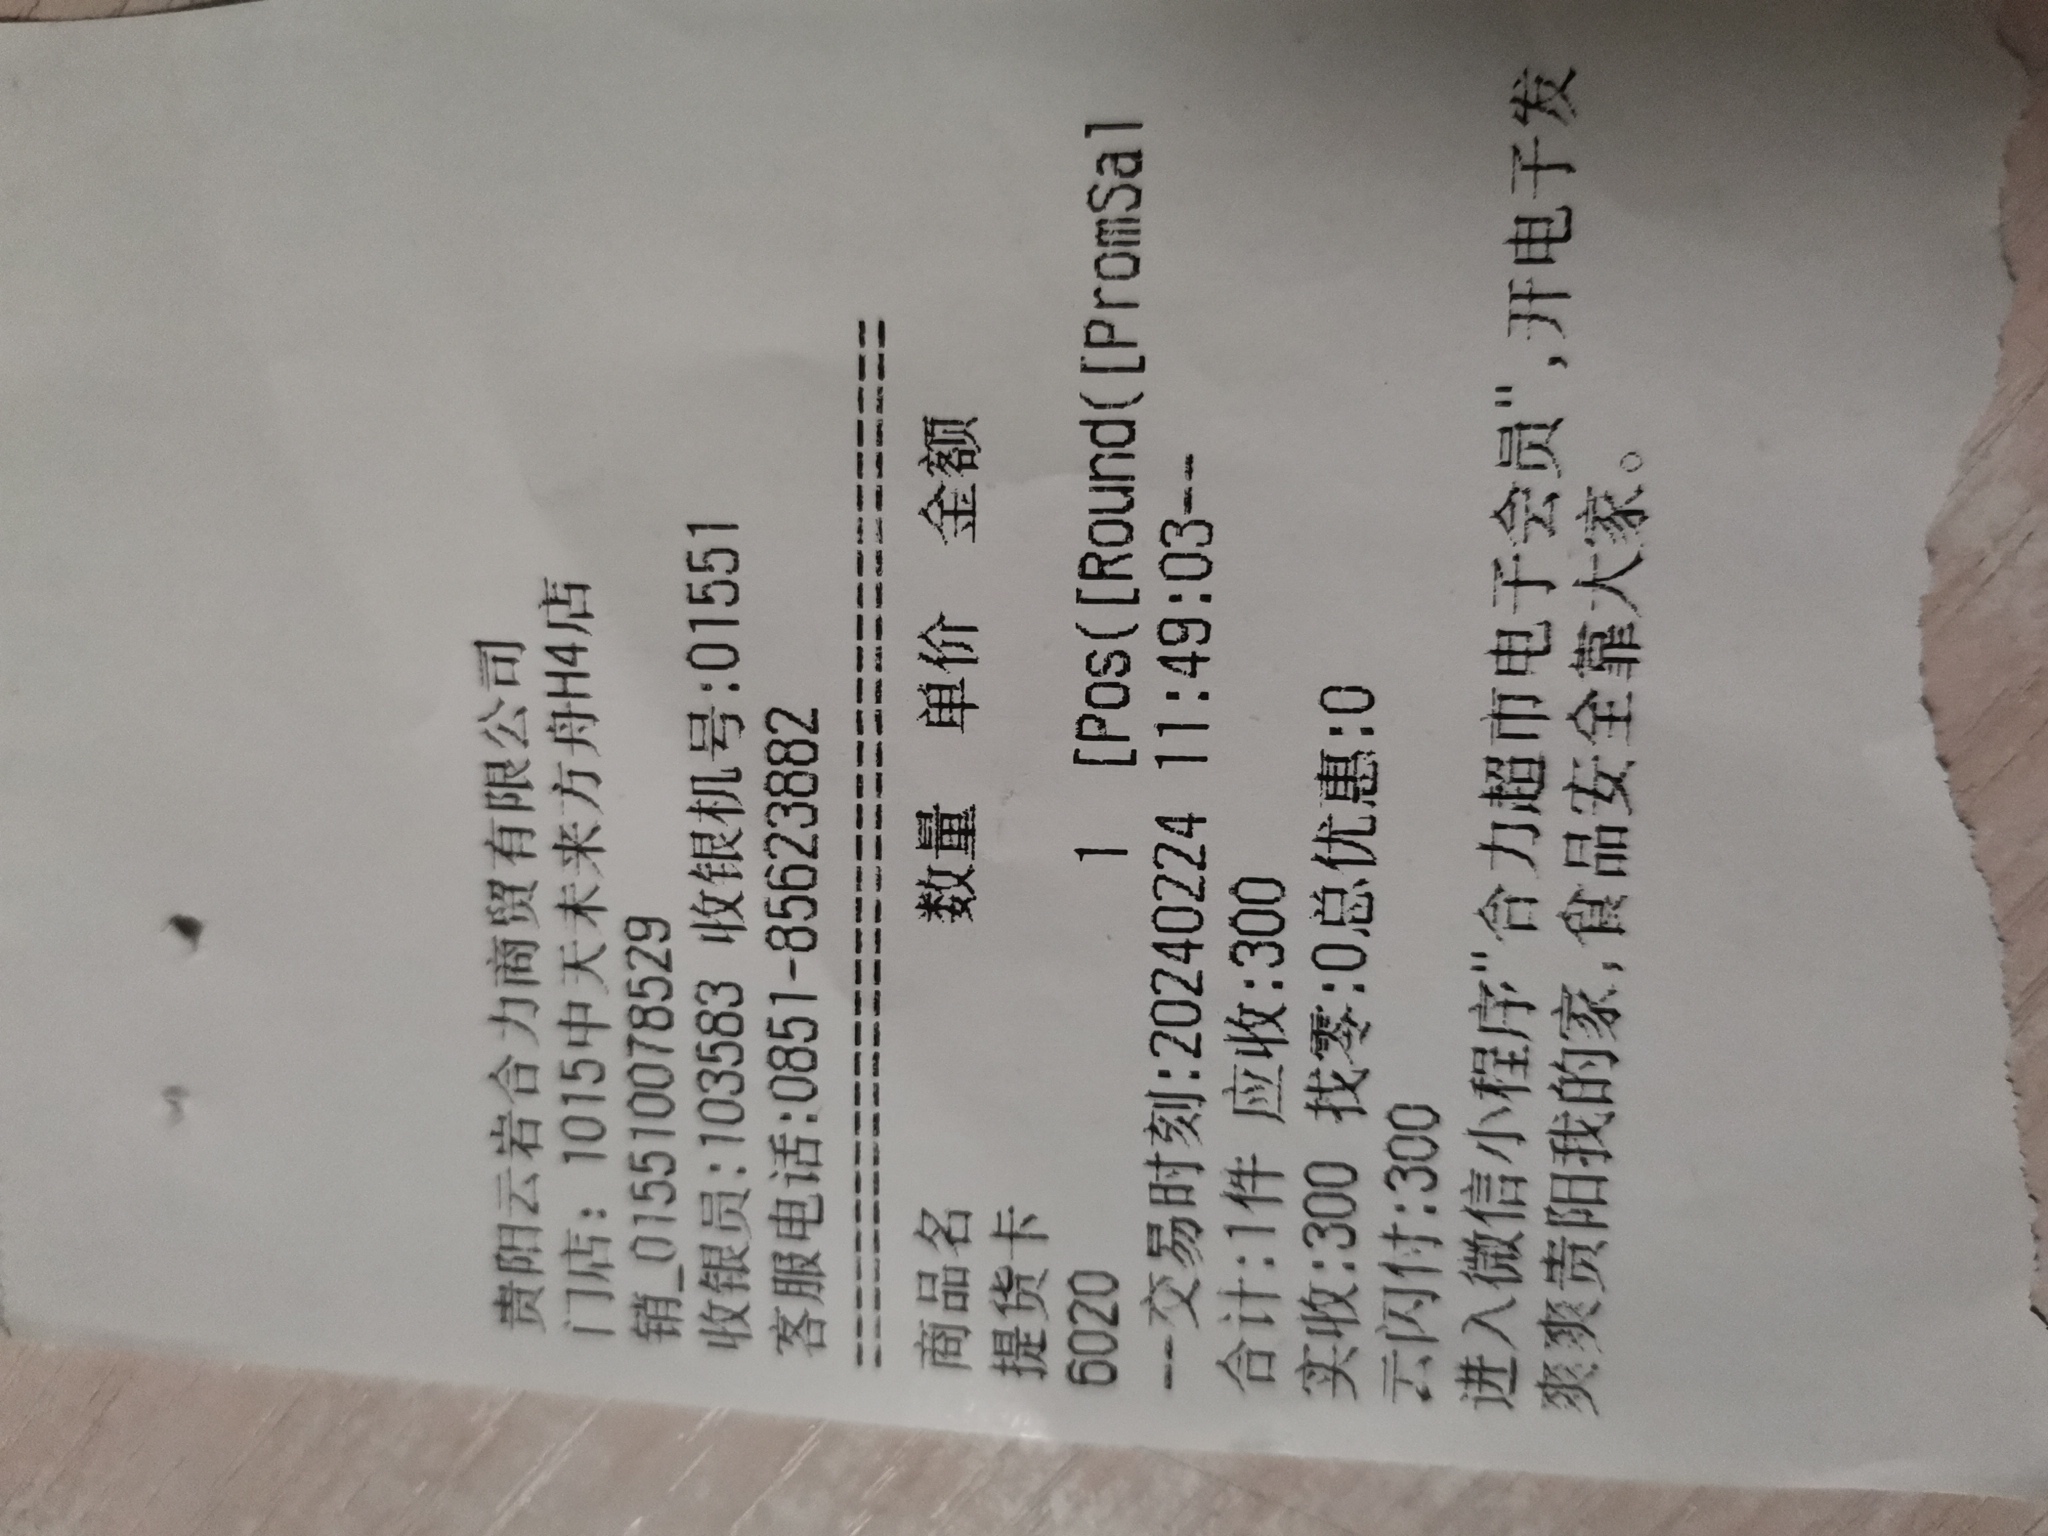 贵阳云岩合力商贸有限公司
门店：1015中天未来方舟H4店
销_0155100785529
收银员:103583 收银机号:01551
客服电话:0851-85623882
==========================================
商品名 数量 单价 金额
提货卡
6020 1 [Pos([Round([PromSal
---交易时刻:20240224 11:49:03---
合计:1件 应收:300
实收:300 找零:0总优惠:0
云闪付:300
进入微信小程序"合力超市电子会员",开电子发
爽爽贵阳我的家,食品安全靠大家。